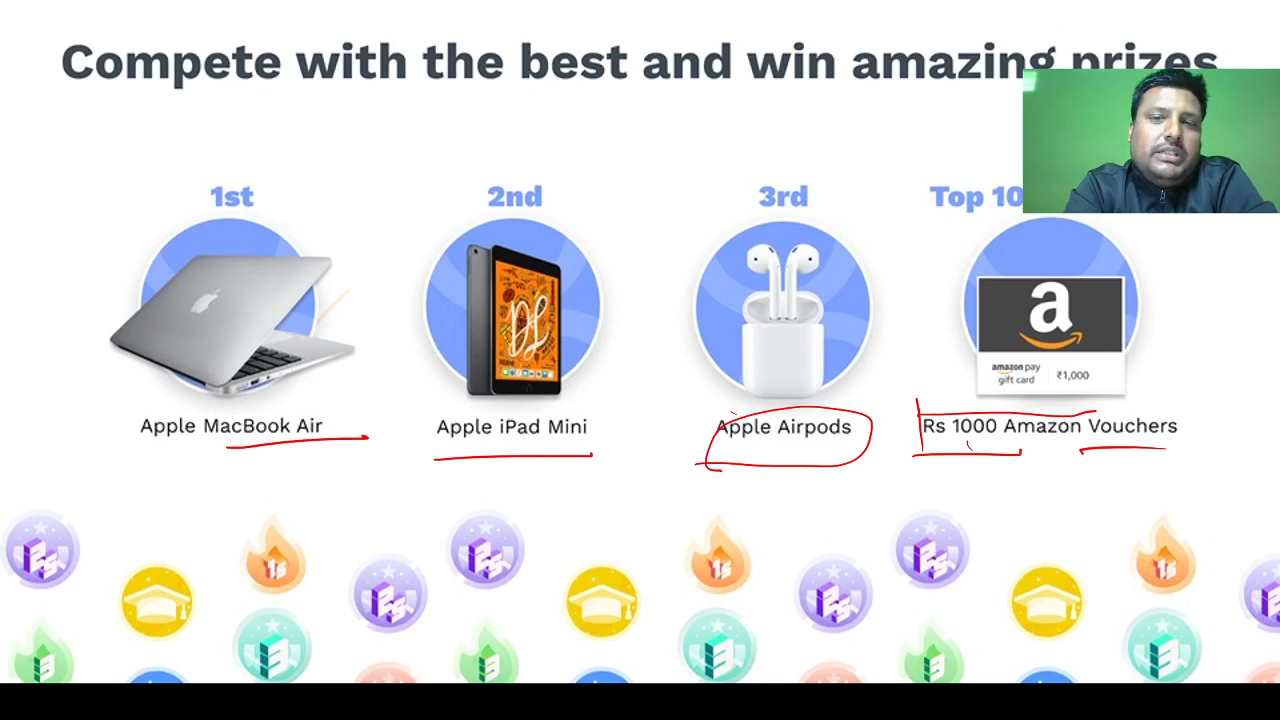 Compete with the best and win amazing prizes
1st
2nd
3rd
Top 10
a
amazon pay
gift card
₹1,000
Apple MacBook Air
Apple iPad Mini
Apple Airpods
Rs 1000 Amazon Vouchers